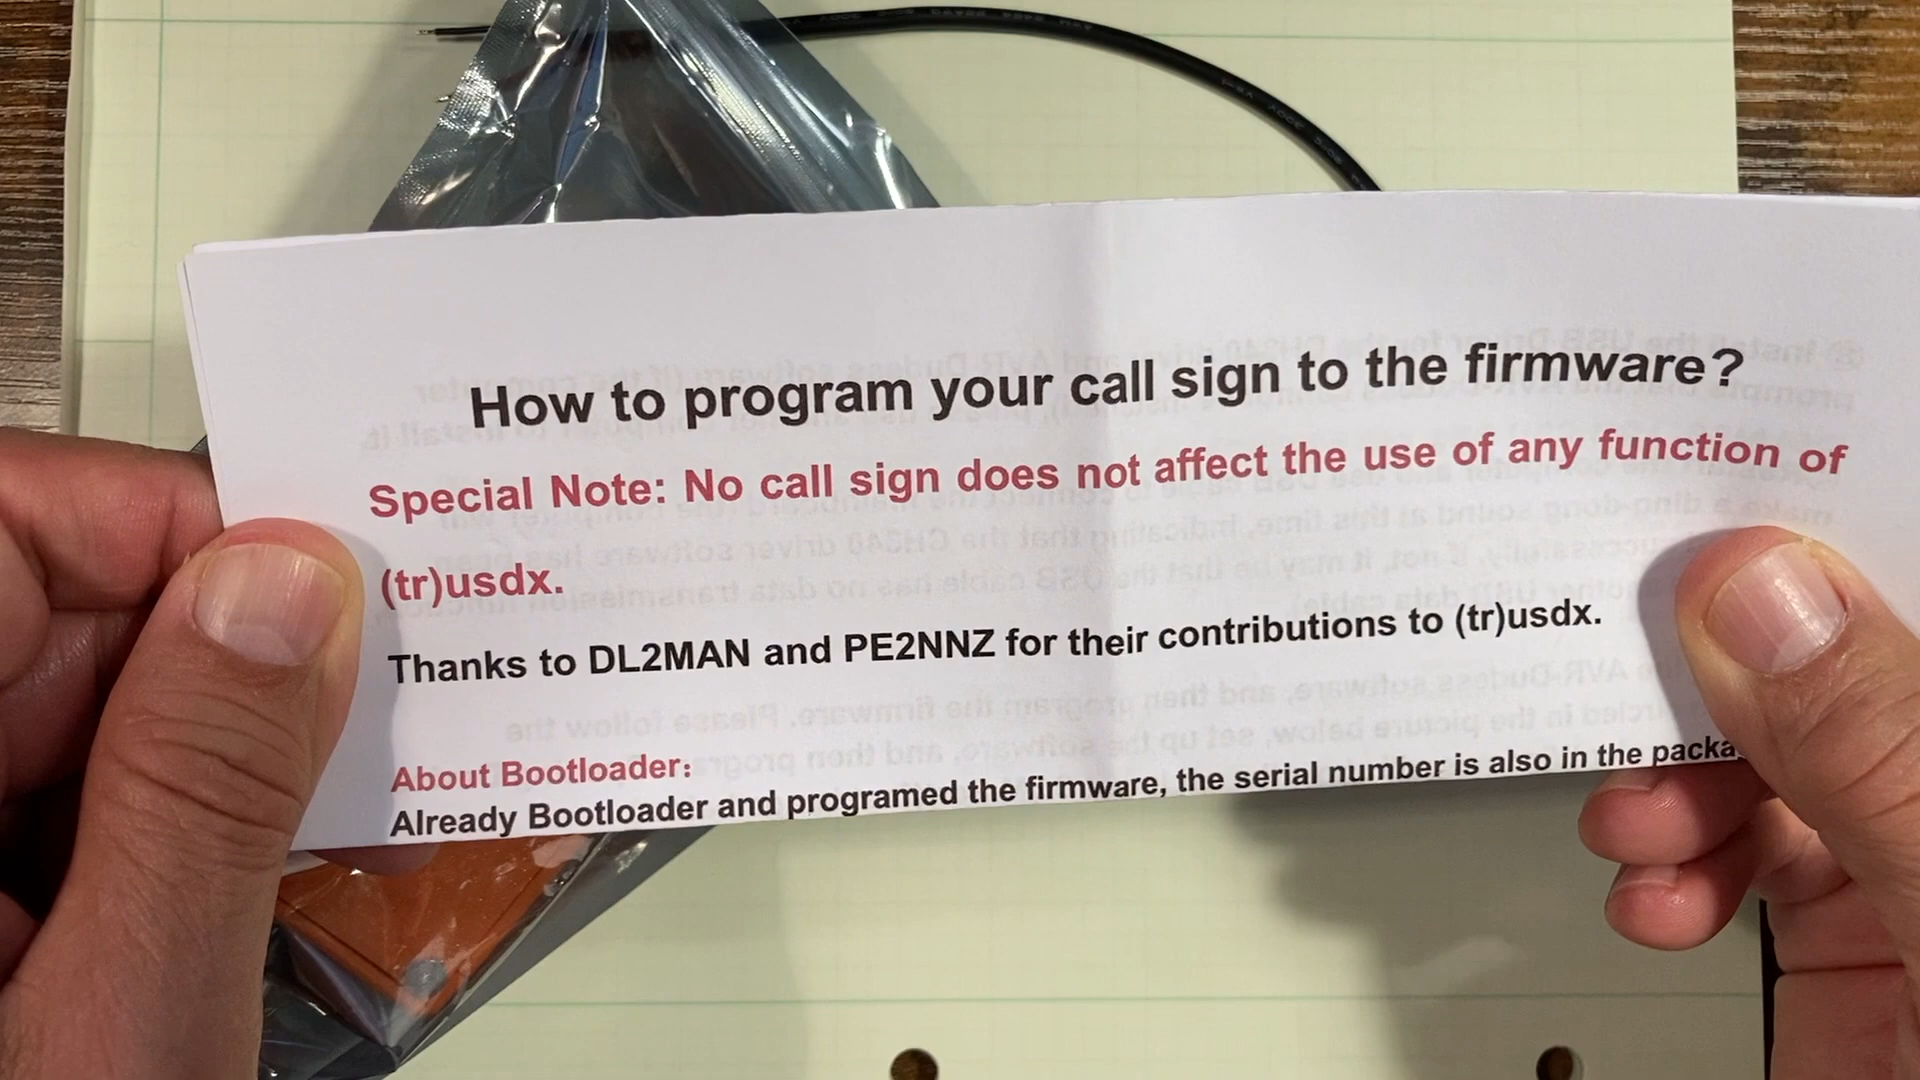 How to program your call sign to the firmware?
Special Note: No call sign does not affect the use of any function of
(tr)usdx.
Thanks to DL2MAN and PE2NNZ for their contributions to (tr)usdx.
About Bootloader:
Already Bootloader and programed the firmware, the serial number is also in the packa